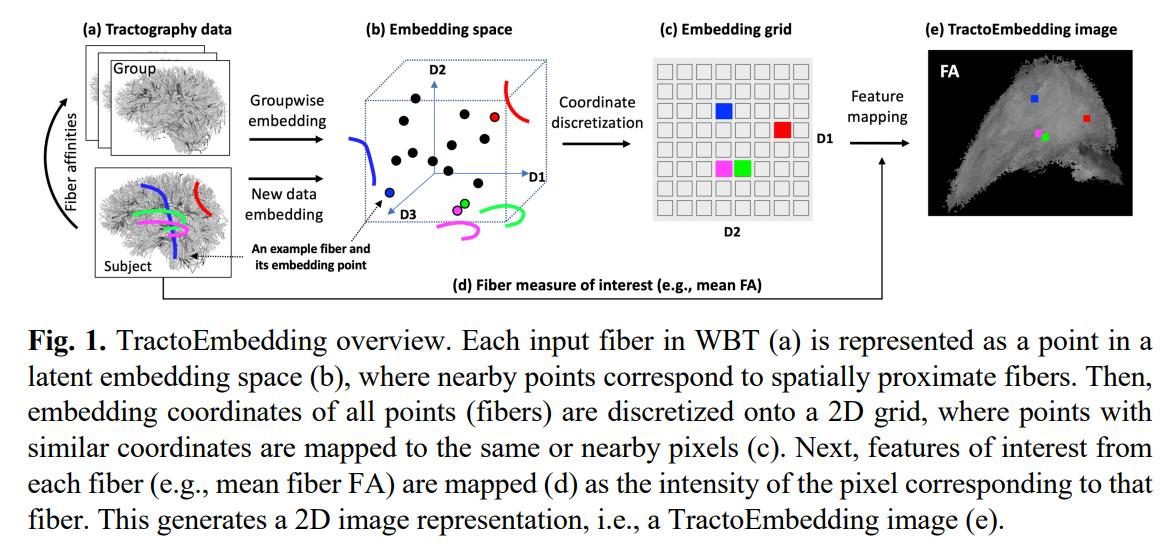 (a) Tractography data
(b) Embedding space
(c) Embedding grid
(e) TractoEmbedding image
Group
Fiber affinities
Subject
Groupwise
embedding
New data
embedding
D2
D1
D3
An example fiber and
its embedding point
Coordinate
discretization
D1
D2
Feature
mapping
FA
(d) Fiber measure of interest (e.g., mean FA)
Fig. 1. TractoEmbedding overview. Each input fiber in WBT (a) is represented as a point in a
latent embedding space (b), where nearby points correspond to spatially proximate fibers. Then,
embedding coordinates of all points (fibers) are discretized onto a 2D grid, where points with
similar coordinates are mapped to the same or nearby pixels (c). Next, features of interest from
each fiber (e.g., mean fiber FA) are mapped (d) as the intensity of the pixel corresponding to that
fiber. This generates a 2D image representation, i.e., a TractoEmbedding image (e).